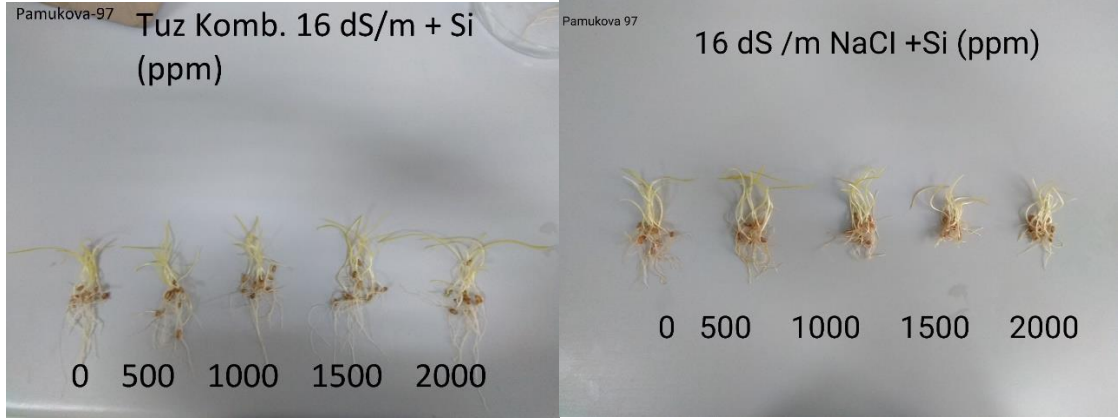 Pamukova-97
Tuz Komb. 16 dS/m + Si
(ppm)
0 500 1000 1500 2000
Pamukova 97
16 dS /m NaCl +Si (ppm)
0 500 1000 1500 2000